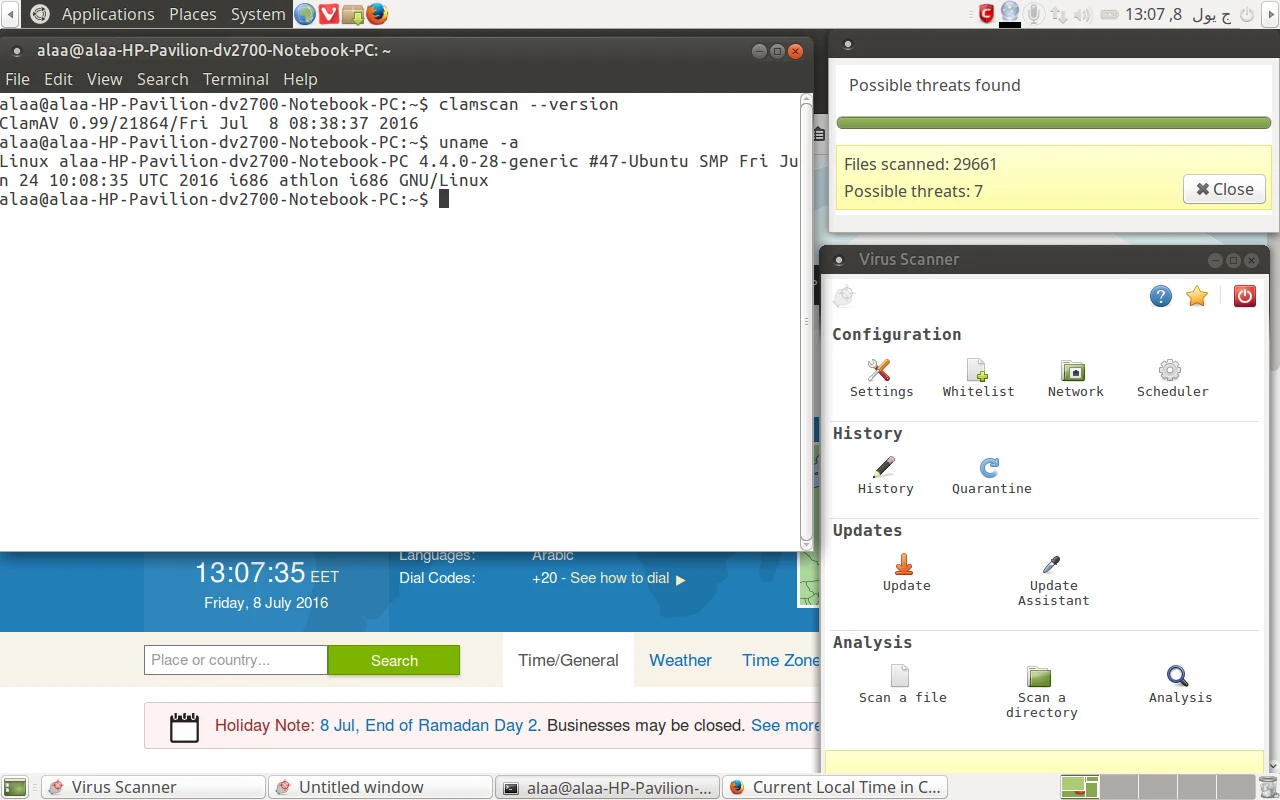 Applications Places System
13:07 ,8 ج يول
alaa@alaa-HP-Pavilion-dv2700-Notebook-PC: ~
File Edit View Search Terminal Help
alaa@alaa-HP-Pavilion-dv2700-Notebook-PC:~$ clamscan --version
ClamAV 0.99/21864/Fri Jul  8 08:38:37 2016
alaa@alaa-HP-Pavilion-dv2700-Notebook-PC:~$ uname -a
Linux alaa-HP-Pavilion-dv2700-Notebook-PC 4.4.0-28-generic #47-Ubuntu SMP Fri Ju
n 24 10:08:35 UTC 2016 i686 athlon i686 GNU/Linux
alaa@alaa-HP-Pavilion-dv2700-Notebook-PC:~$
Possible threats found
Files scanned: 29661
Possible threats: 7
Close
Virus Scanner
Configuration
Settings Whitelist Network Scheduler
History
History Quarantine
Updates
Update Update
Assistant
Analysis
Scan a file Scan a
directory Analysis
Languages: Arabic
13:07:35 EET
Dial Codes: +20 - See how to dial
Friday, 8 July 2016
Place or country... Search Time/General Weather Time Zone
Holiday Note: 8 Jul, End of Ramadan Day 2. Businesses may be closed. See more
Virus Scanner Untitled window alaa@alaa-HP-Pavilion-... Current Local Time in C...